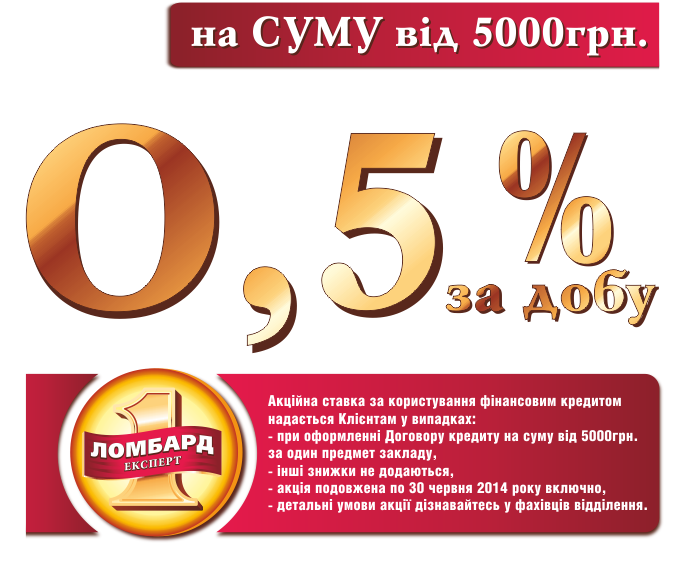 на СУМУ від 5000грн.
0,5%
за добу
1
ЛОМБАРД
ЕКСПЕРТ
Акційна ставка за користування фінансовим кредитом
надається Клієнтам у випадках:
- при оформленні Договору кредиту на суму від 5000грн.
за один предмет закладу,
- інші знижки не додаються,
- акція подовжена по 30 червня 2014 року включно,
- детальні умови акції дізнавайтесь у фахівців відділення.